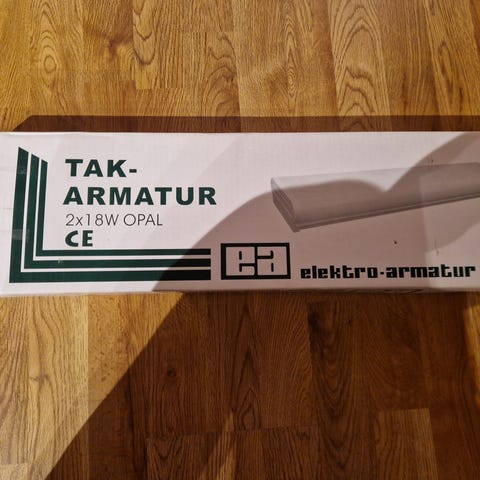 TAK-
ARMATUR
2x18W OPAL
CE
ea
elektro-armatur